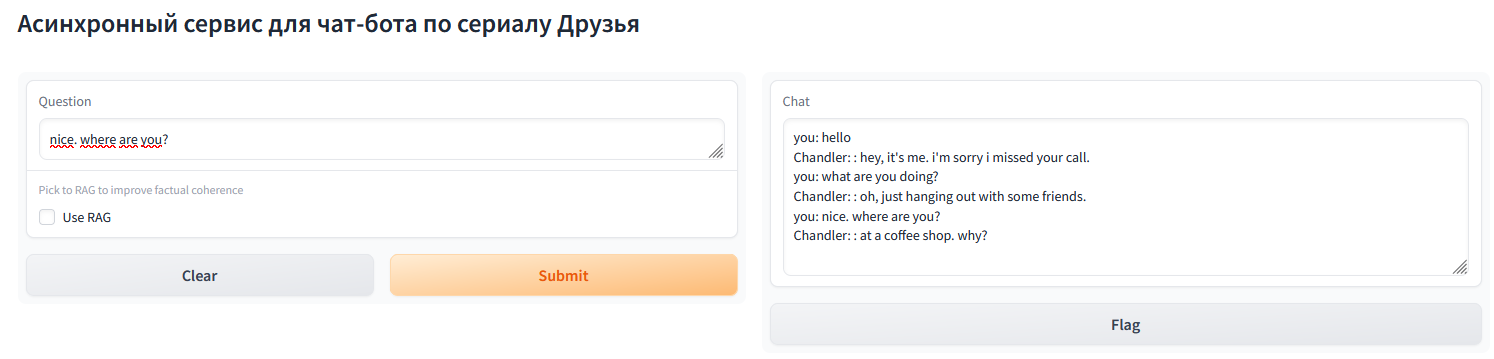 Асинхронный сервис для чат-бота по сериалу Друзья
Question
nice. where are you?
Pick to RAG to improve factual coherence
Use RAG
Clear
Submit
Chat
you: hello
Chandler: : hey, it's me. i'm sorry i missed your call.
you: what are you doing?
Chandler: : oh, just hanging out with some friends.
you: nice. where are you?
Chandler: : at a coffee shop. why?
Flag